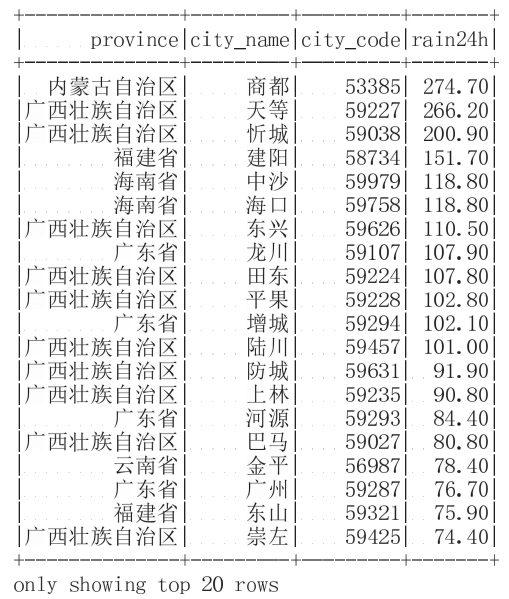 +----------------+---------+---------+-------+
|        province|city_name|city_code|rain24h|
+----------------+---------+---------+-------+
|    内蒙古自治区|     商都|    53385| 274.70|
|广西壮族自治区|     天等|    59227| 266.20|
|广西壮族自治区|     忻城|    59038| 200.90|
|          福建省|     建阳|    58734| 151.70|
|          海南省|     中沙|    59979| 118.80|
|          海南省|     海口|    59758| 118.80|
|广西壮族自治区|     东兴|    59626| 110.50|
|          广东省|     龙川|    59107| 107.90|
|广西壮族自治区|     田东|    59224| 107.80|
|广西壮族自治区|     平果|    59228| 102.80|
|          广东省|     增城|    59294| 102.10|
|广西壮族自治区|     陆川|    59457| 101.00|
|广西壮族自治区|     防城|    59631|  91.90|
|广西壮族自治区|     上林|    59235|  90.80|
|          广东省|     河源|    59293|  84.40|
|广西壮族自治区|     巴马|    59027|  80.80|
|          云南省|     金平|    56987|  78.40|
|          广东省|     广州|    59287|  76.70|
|          福建省|     东山|    59321|  75.90|
|广西壮族自治区|     崇左|    59425|  74.40|
+----------------+---------+---------+-------+
only showing top 20 rows